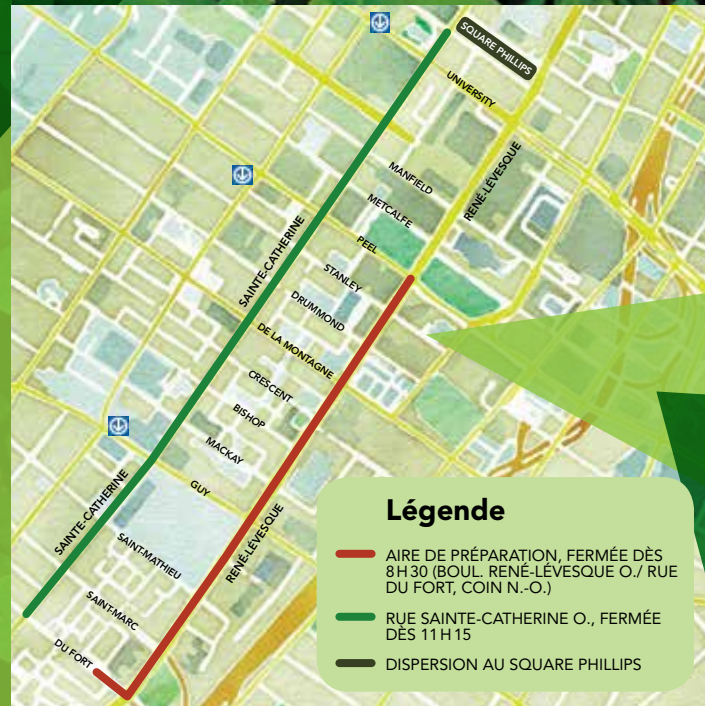 SQUARE PHILLIPS
UNIVERSITY
RENÉ-LÉVESQUE
MANFIELD
METCALFE
PEEL
SAINTE-CATHERINE
STANLEY
DRUMMOND
DE LA MONTAGNE
CRESCENT
BISHOP
MACKAY
GUY
SAINTE-CATHERINE
RENÉ-LÉVESQUE
SAINT-MATHIEU
SAINT-MARC
DU FORT
Légende
AIRE DE PRÉPARATION, FERMÉE DÈS
8 H 30 (BOUL. RENÉ-LÉVESQUE O./ RUE
DU FORT, COIN N.-O.)
RUE SAINTE-CATHERINE O., FERMÉE
DÈS 11 H 15
DISPERSION AU SQUARE PHILLIPS